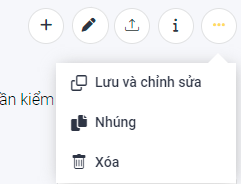 ần kiểm
Lưu và chỉnh sửa
Nhúng
Xóa